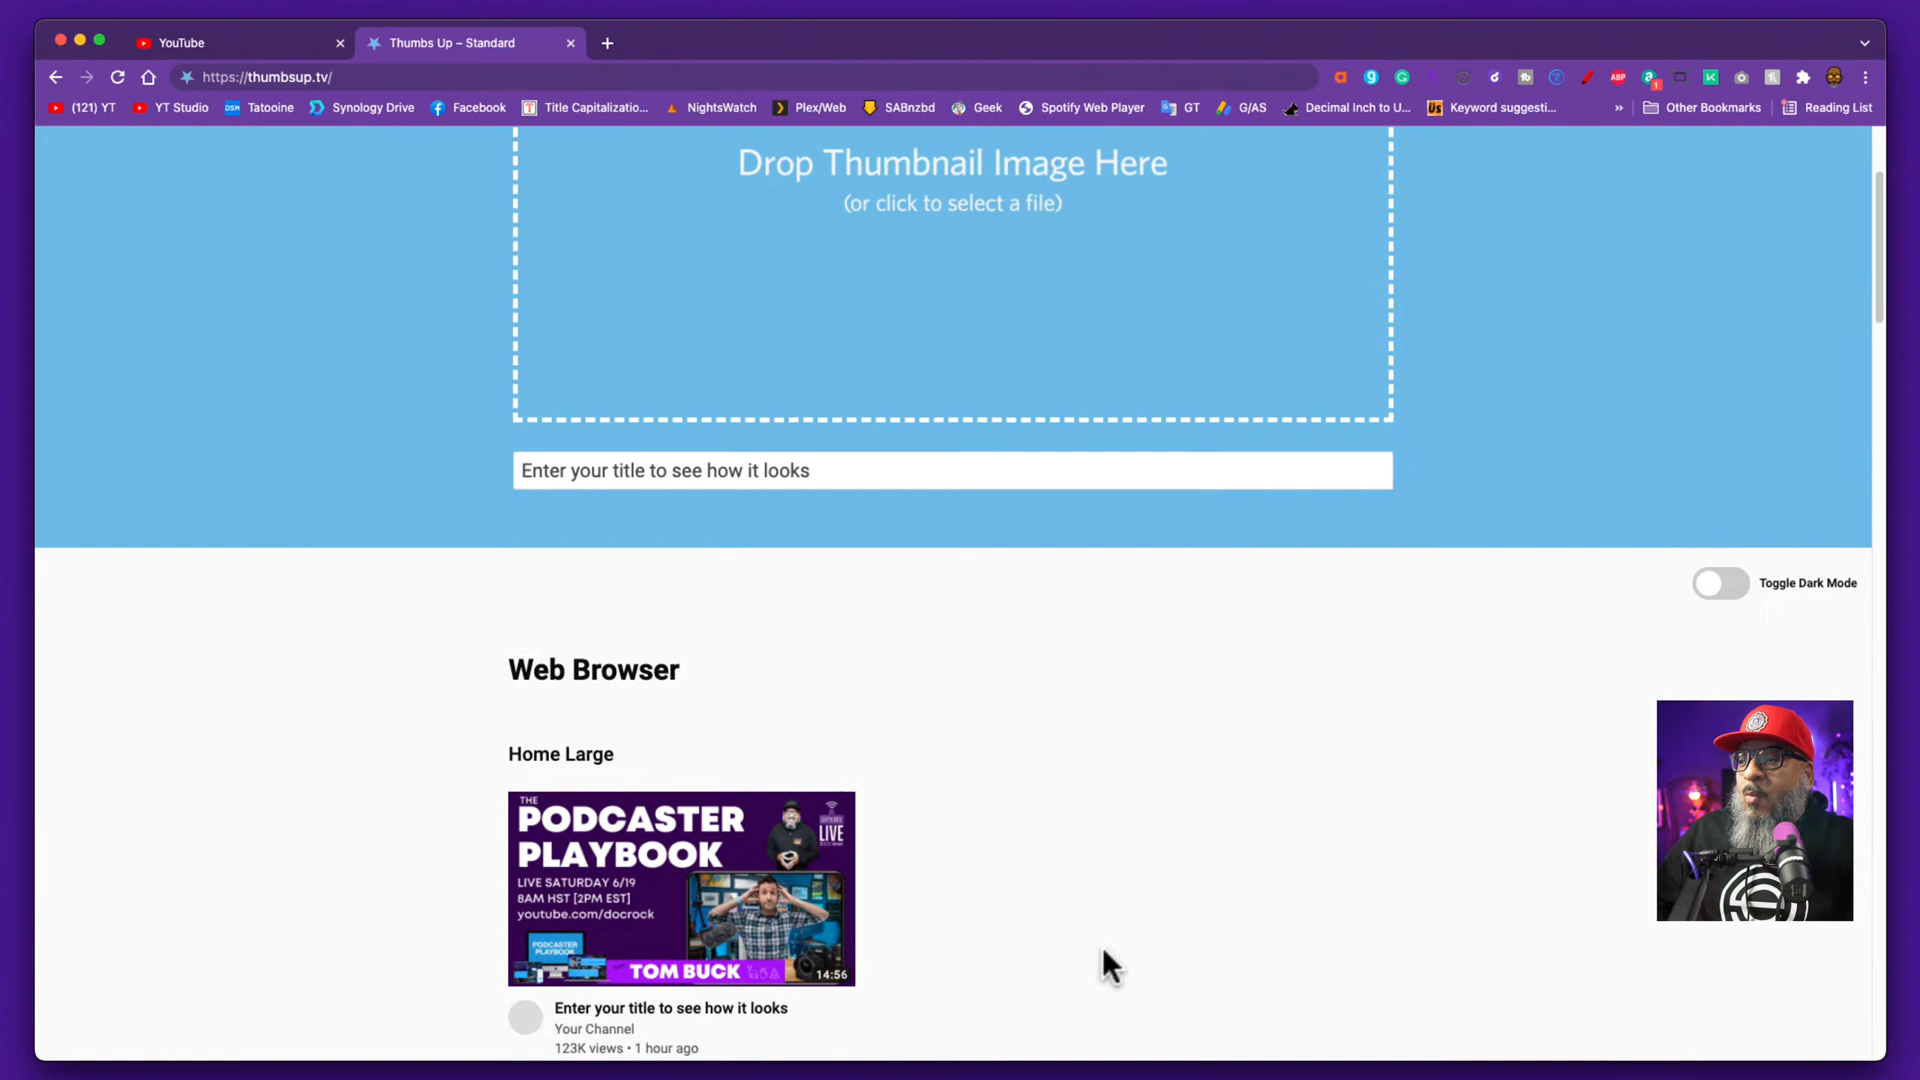 YouTube
Thumbs Up – Standard
https://thumbsup.tv/
ABP
1
(121) YT
YT Studio
DSM Tatooine
Synology Drive
Facebook
T Title Capitalizatio...
NightsWatch
Plex/Web
SABnzbd
Geek
Spotify Web Player
GT
G/AS
Decimal Inch to U...
Us Keyword suggesti...
»
Other Bookmarks
Reading List
Drop Thumbnail Image Here
(or click to select a file)
Enter your title to see how it looks
Toggle Dark Mode
Web Browser
Home Large
THE
PODCASTER
PLAYBOOK
LIVE
LIVE SATURDAY 6/19
8AM HST [2PM EST]
youtube.com/docrock
PODCASTER
PLAYBOOK
TOM BUCK
14:56
Enter your title to see how it looks
Your Channel
123K views • 1 hour ago